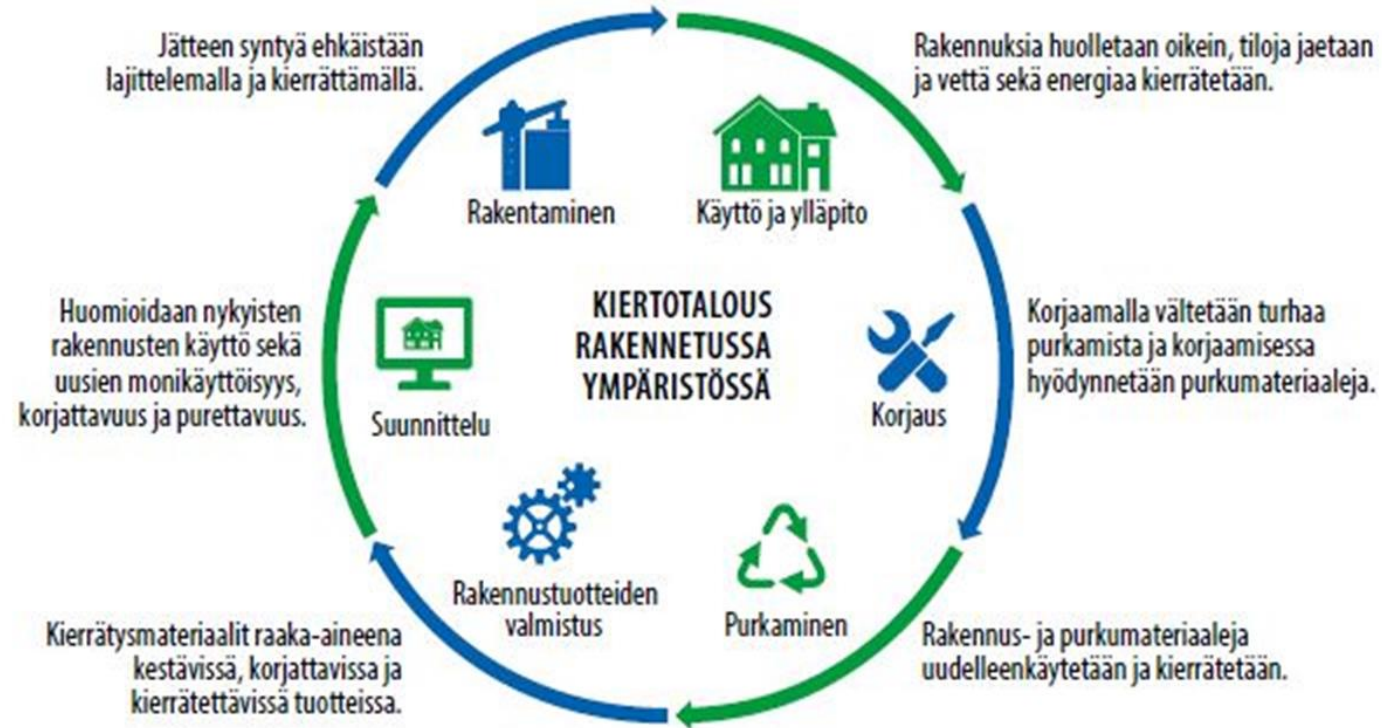 Jätteen syntyä ehkäistään
lajittelemalla ja kierrättämällä.
Rakennuksia huolletaan oikein, tiloja jaetaan
ja vettä sekä energiaa kierrätetään.
Rakentaminen
Käyttö ja ylläpito
Huomioidaan nykyisten
rakennusten käyttö sekä
uusien monikäyttöisyys,
korjattavuus ja purettavuus.
Suunnittelu
KIERTOTALOUS
RAKENNETUSSA
YMPÄRISTÖSSÄ
Korjaus
Korjaamalla vältetään turhaa
purkamista ja korjaamisessa
hyödynnetään purkumateriaaleja.
Rakennustuotteiden
valmistus
Purkaminen
Kierrätysmateriaalit raaka-aineena
kestävissä, korjattavissa ja
kierrätettävissä tuotteissa.
Rakennus- ja purkumateriaaleja
uudelleenkäytetään ja kierrätetään.